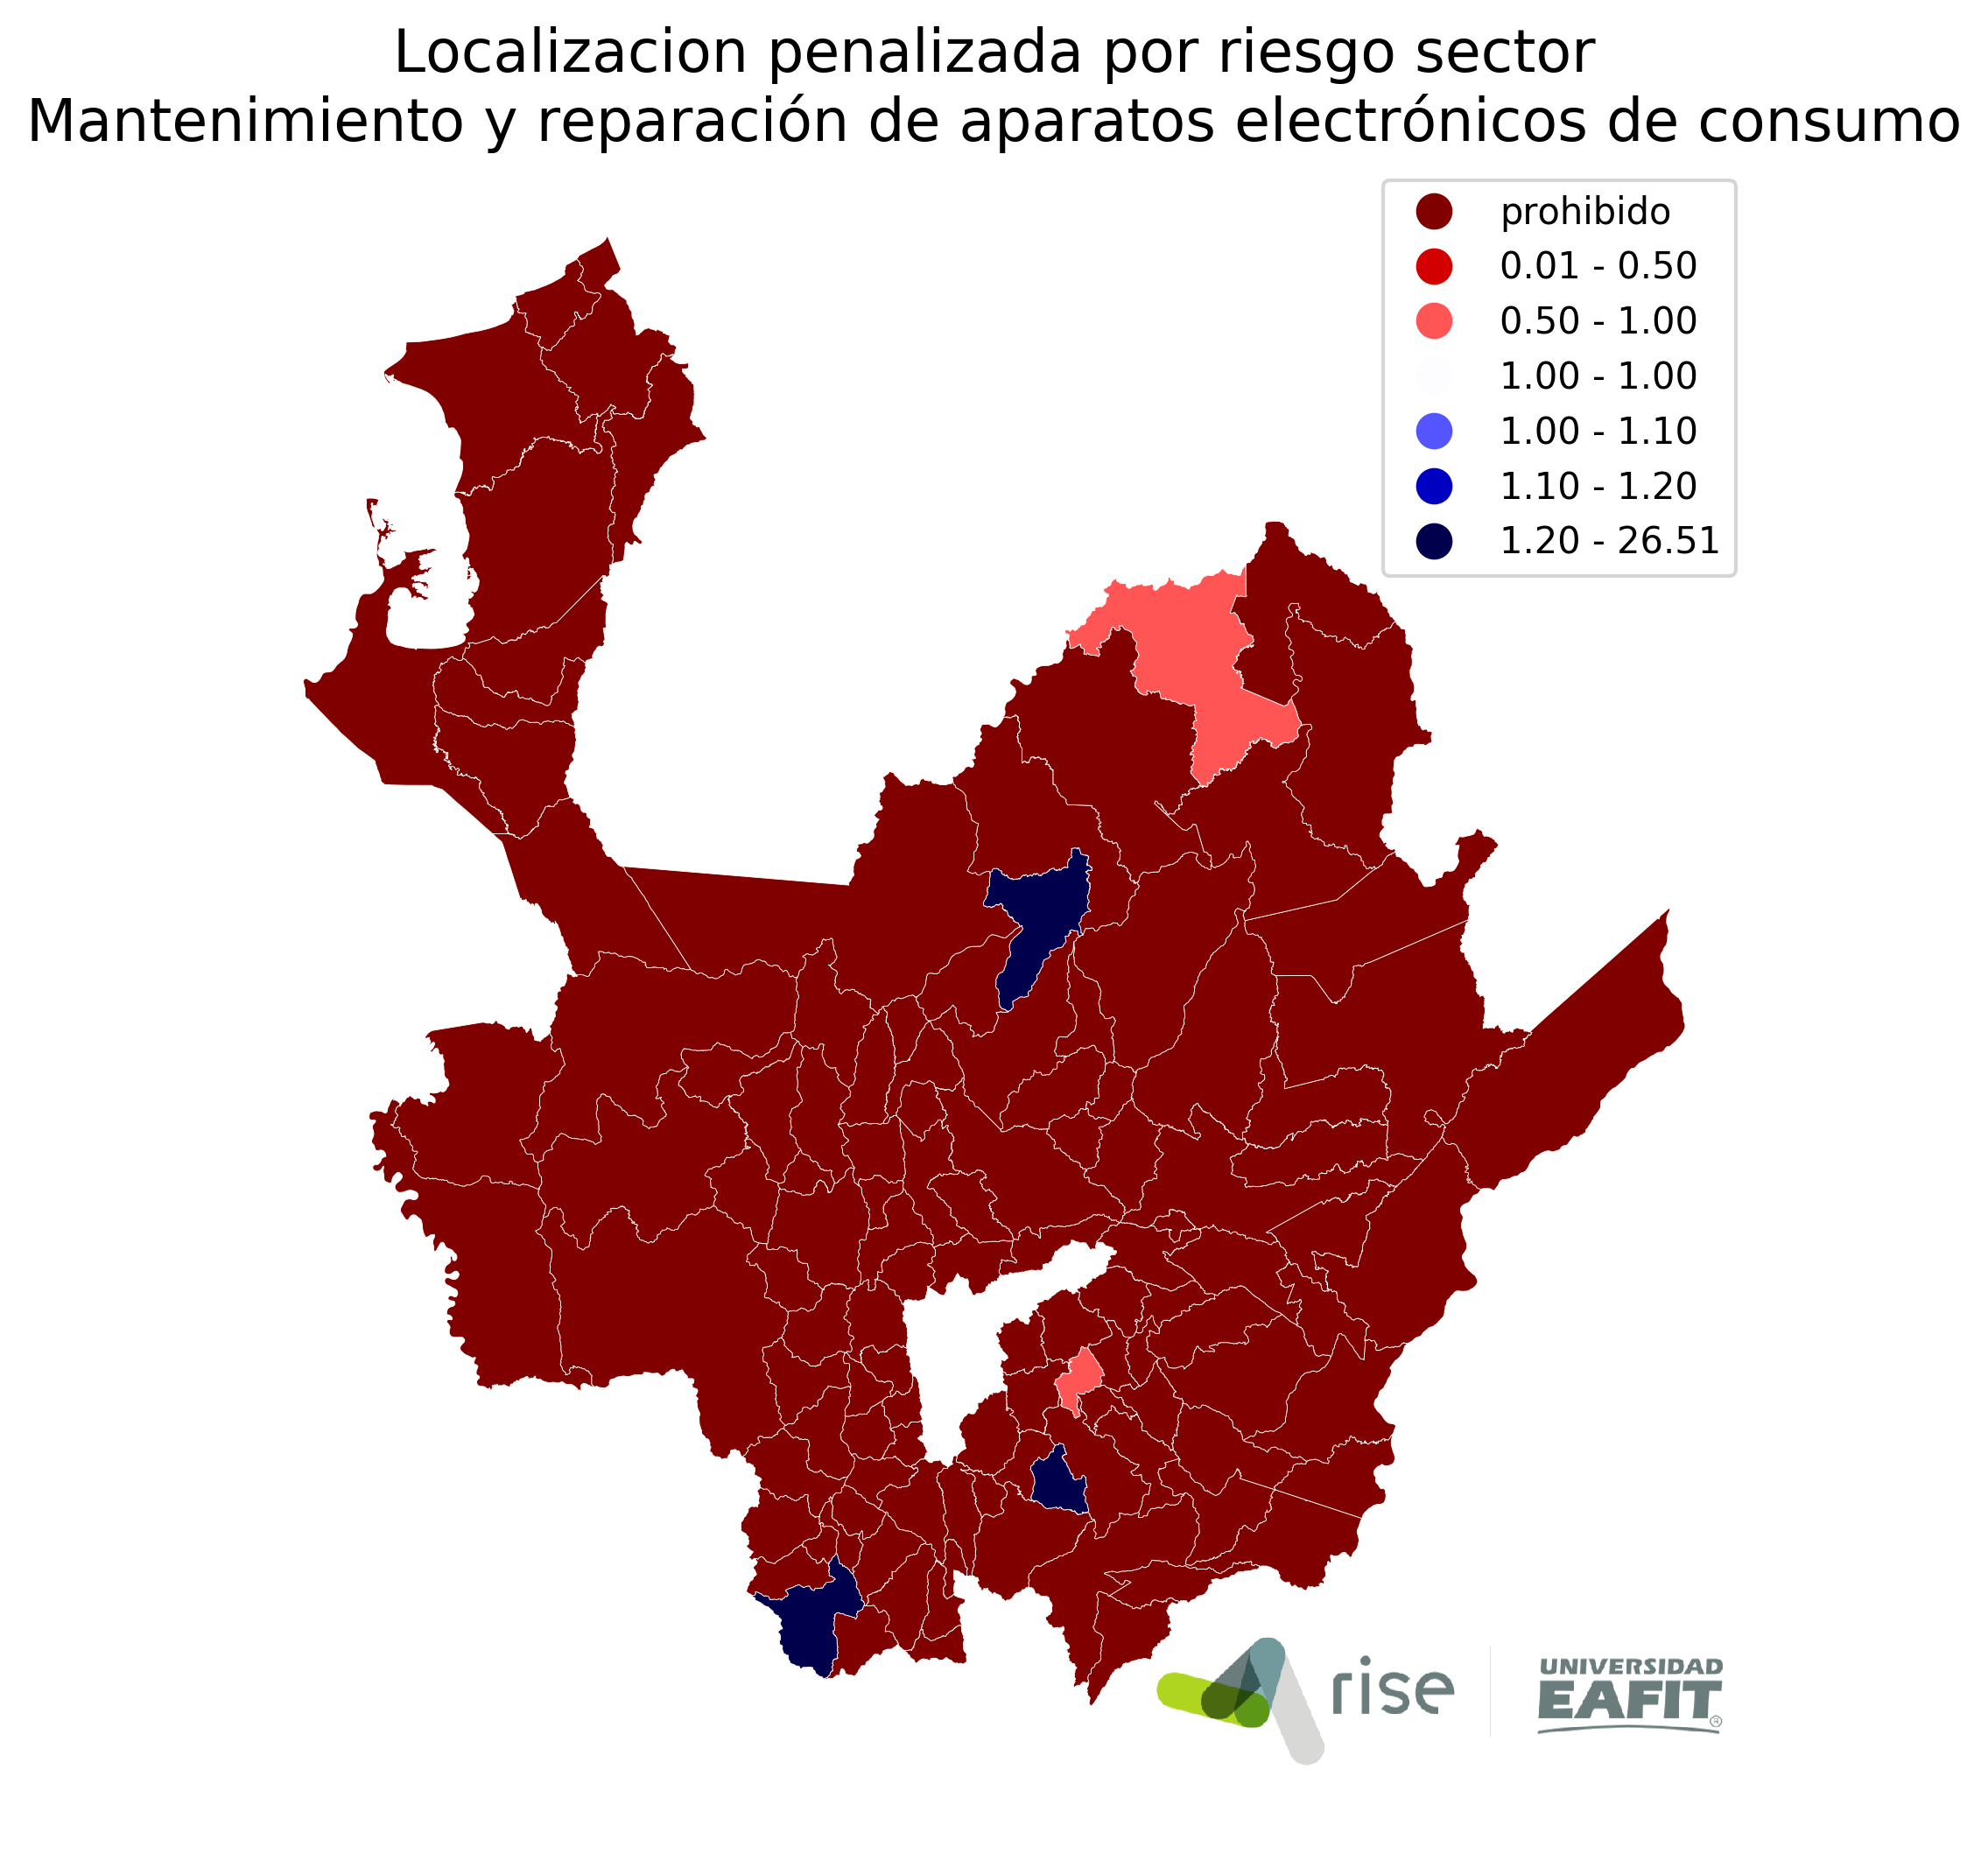 Localizacion penalizada por riesgo sector
Mantenimiento y reparación de aparatos electrónicos de consumo
prohibido
0.01 - 0.50
0.50 - 1.00
1.00 - 1.00
1.00 - 1.10
1.10 - 1.20
1.20 - 26.51
rise
UNIVERSIDAD
EAFIT®